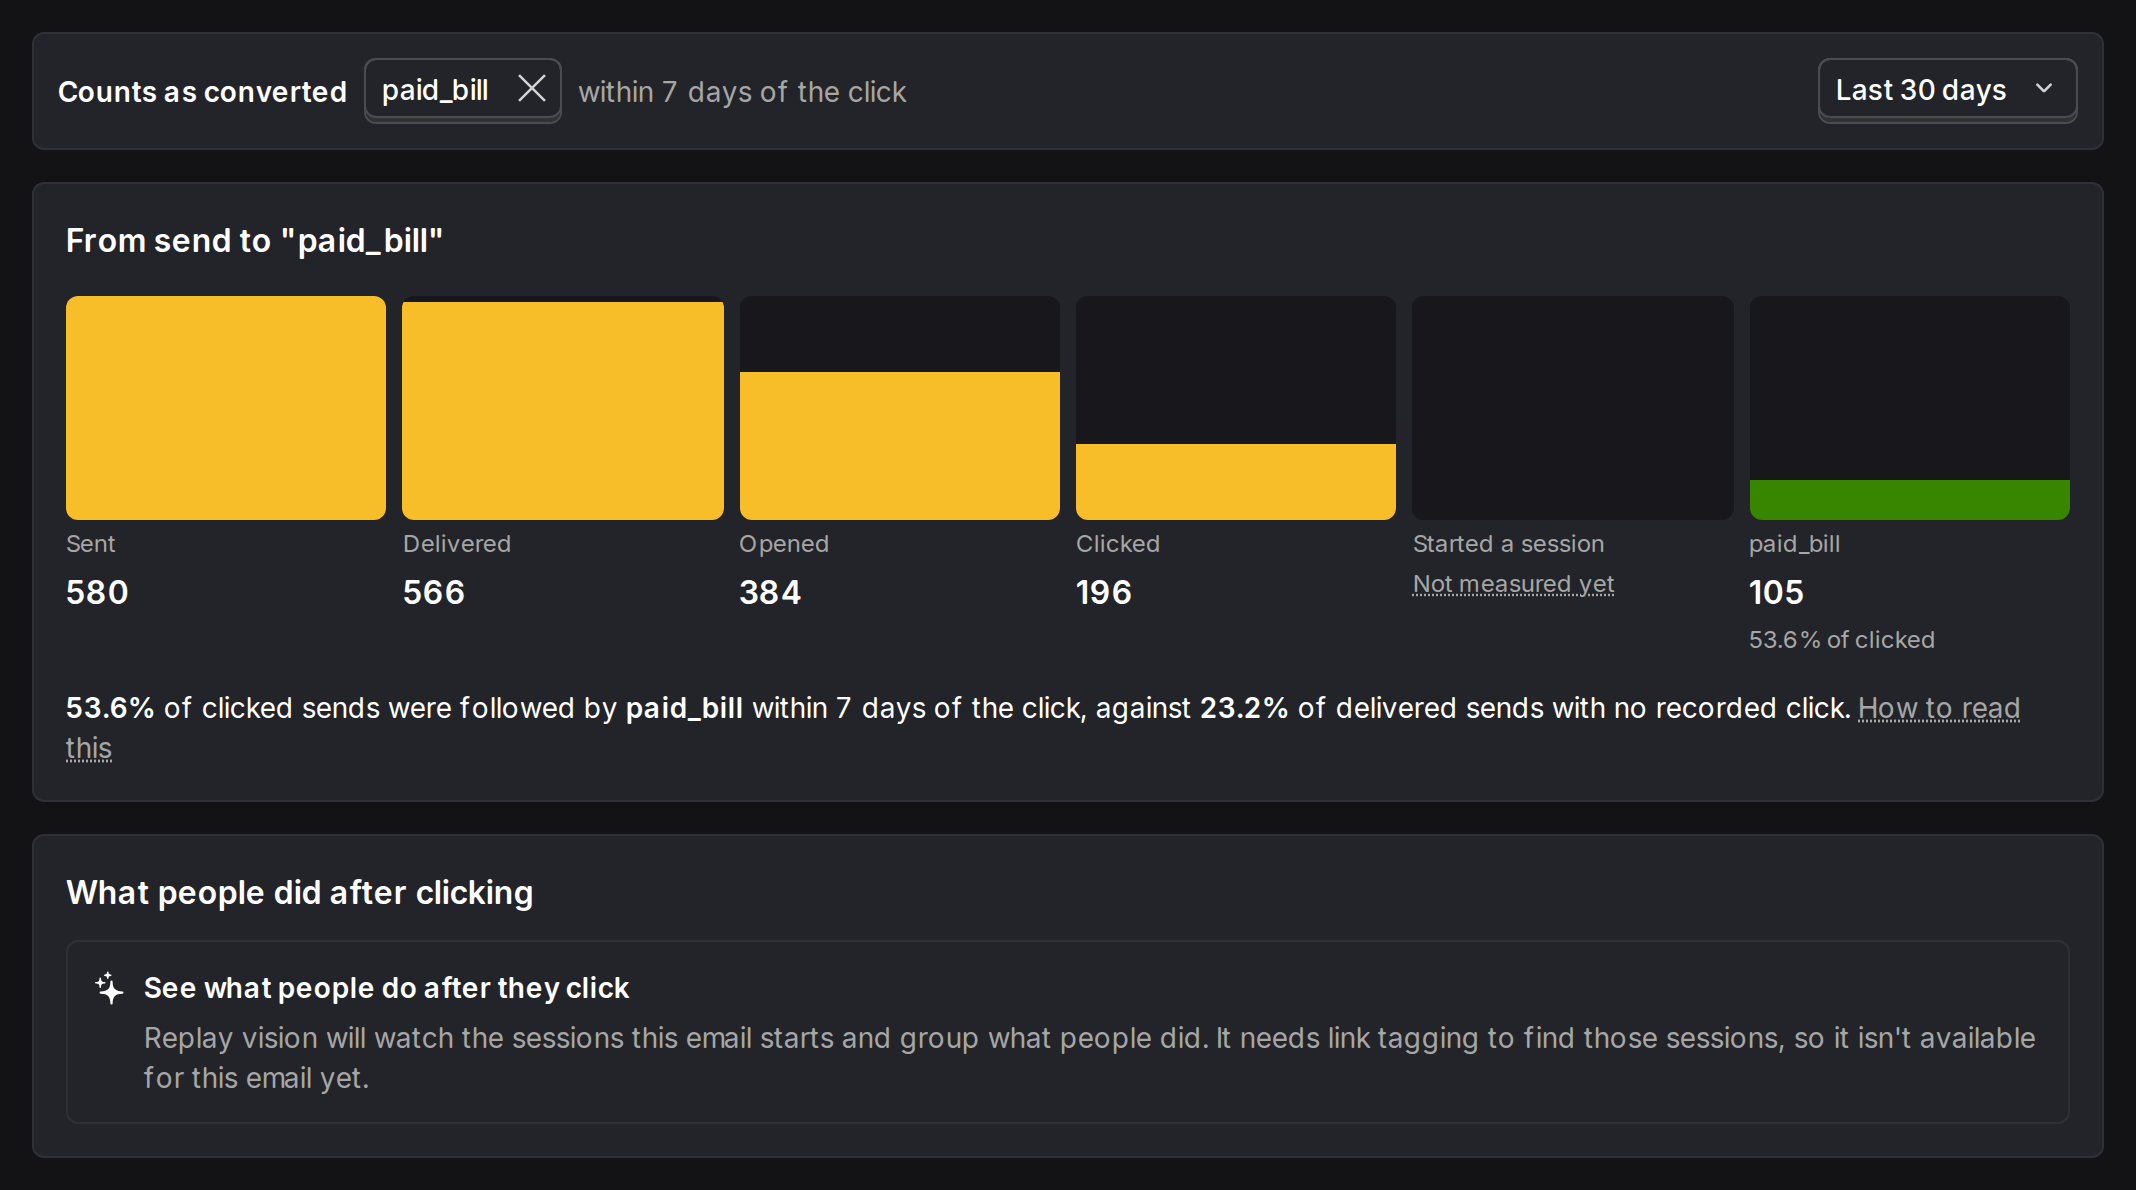 Counts as converted paid_bill within 7 days of the click Last 30 days
From send to "paid_bill"
Sent Delivered Opened Clicked Started a session paid_bill
580 566 384 196 Not measured yet 105
53.6% of clicked
53.6% of clicked sends were followed by paid_bill within 7 days of the click, against 23.2% of delivered sends with no recorded click. How to read
this
What people did after clicking
See what people do after they click
Replay vision will watch the sessions this email starts and group what people did. It needs link tagging to find those sessions, so it isn't available
for this email yet.